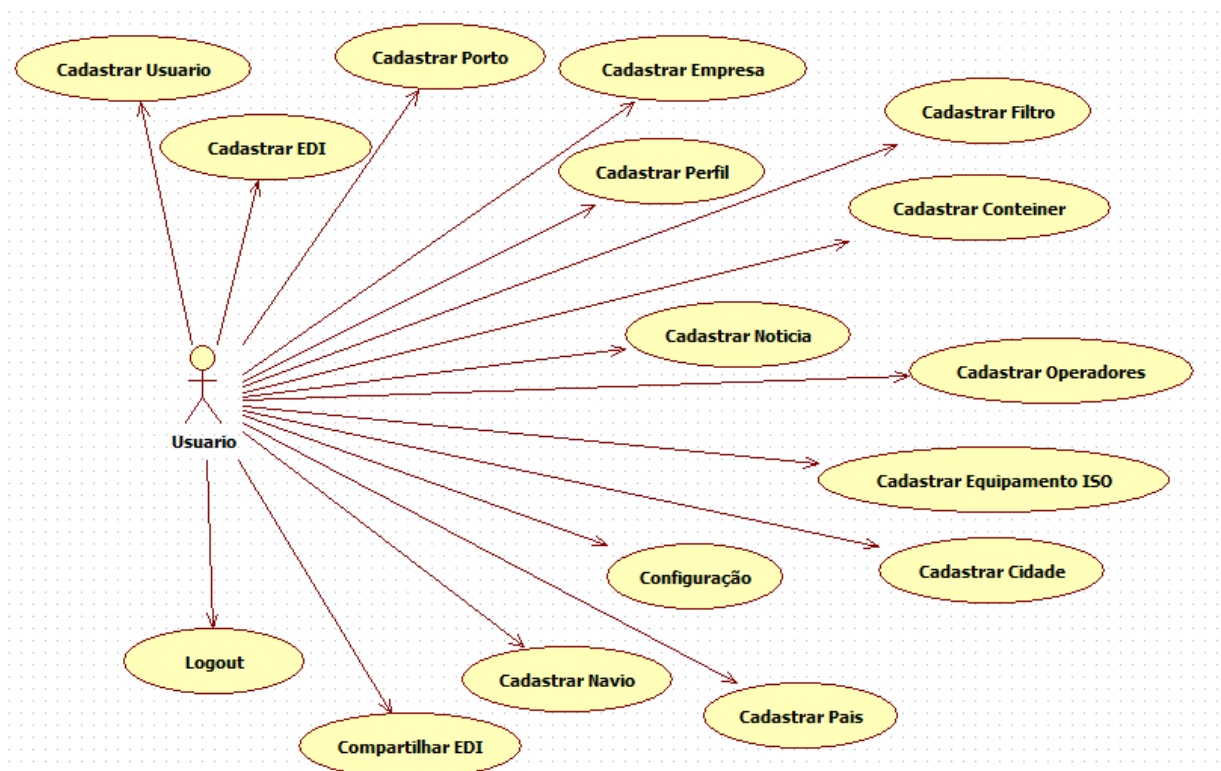 Cadastrar Usuario
Cadastrar Porto
Cadastrar Empresa
Cadastrar Filtro
Cadastrar EDI
Cadastrar Perfil
Cadastrar Conteiner
Cadastrar Noticia
Cadastrar Operadores
Usuario
Cadastrar Equipamento ISO
Configuração
Cadastrar Cidade
Logout
Cadastrar Navio
Cadastrar Pais
Compartilhar EDI